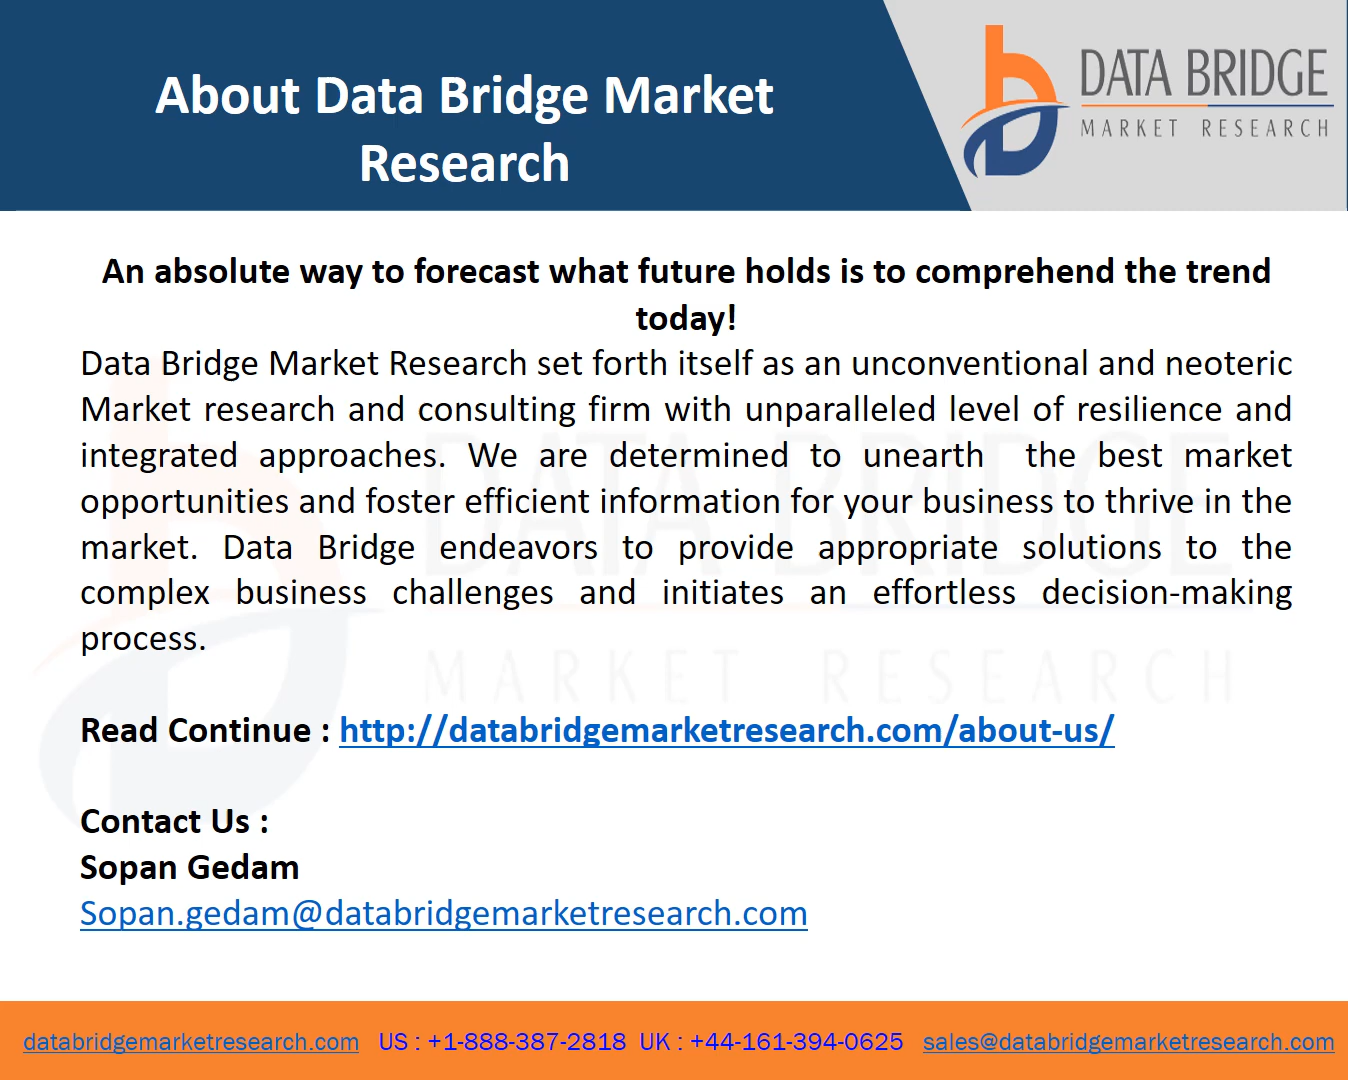 About Data Bridge Market
Research
DATA BRIDGE
MARKET RESEARCH
An absolute way to forecast what future holds is to comprehend the trend
today!
Data Bridge Market Research set forth itself as an unconventional and neoteric
Market research and consulting firm with unparalleled level of resilience and
integrated approaches. We are determined to unearth the best market
opportunities and foster efficient information for your business to thrive in the
market. Data Bridge endeavors to provide appropriate solutions to the
complex business challenges and initiates an effortless decision-making
process.
DATA BRIDGE
MARKET RESEARCH
Read Continue : http://databridgemarketresearch.com/about-us/
Contact Us :
Sopan Gedam
Sopan.gedam@databridgemarketresearch.com
databridgemarketresearch.com US : +1-888-387-2818 UK : +44-161-394-0625 sales@databridgemarketresearch.com